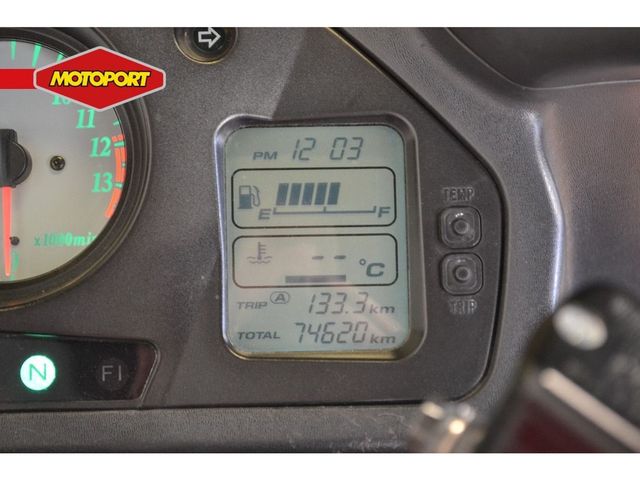 MOTOPORT
10
11
12
13
x1000min
PM 12 03
E F
-- °C
TRIP A 133.3 km
TOTAL 74620 km
TEMP
TRIP
N FI